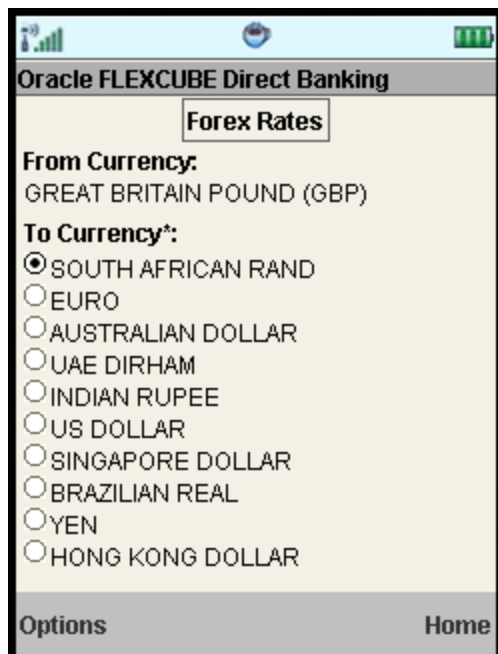 Oracle FLEXCUBE Direct Banking
Forex Rates
From Currency:
GREAT BRITAIN POUND (GBP)
To Currency*:
SOUTH AFRICAN RAND
EURO
AUSTRALIAN DOLLAR
UAE DIRHAM
INDIAN RUPEE
US DOLLAR
SINGAPORE DOLLAR
BRAZILIAN REAL
YEN
HONG KONG DOLLAR
Options Home